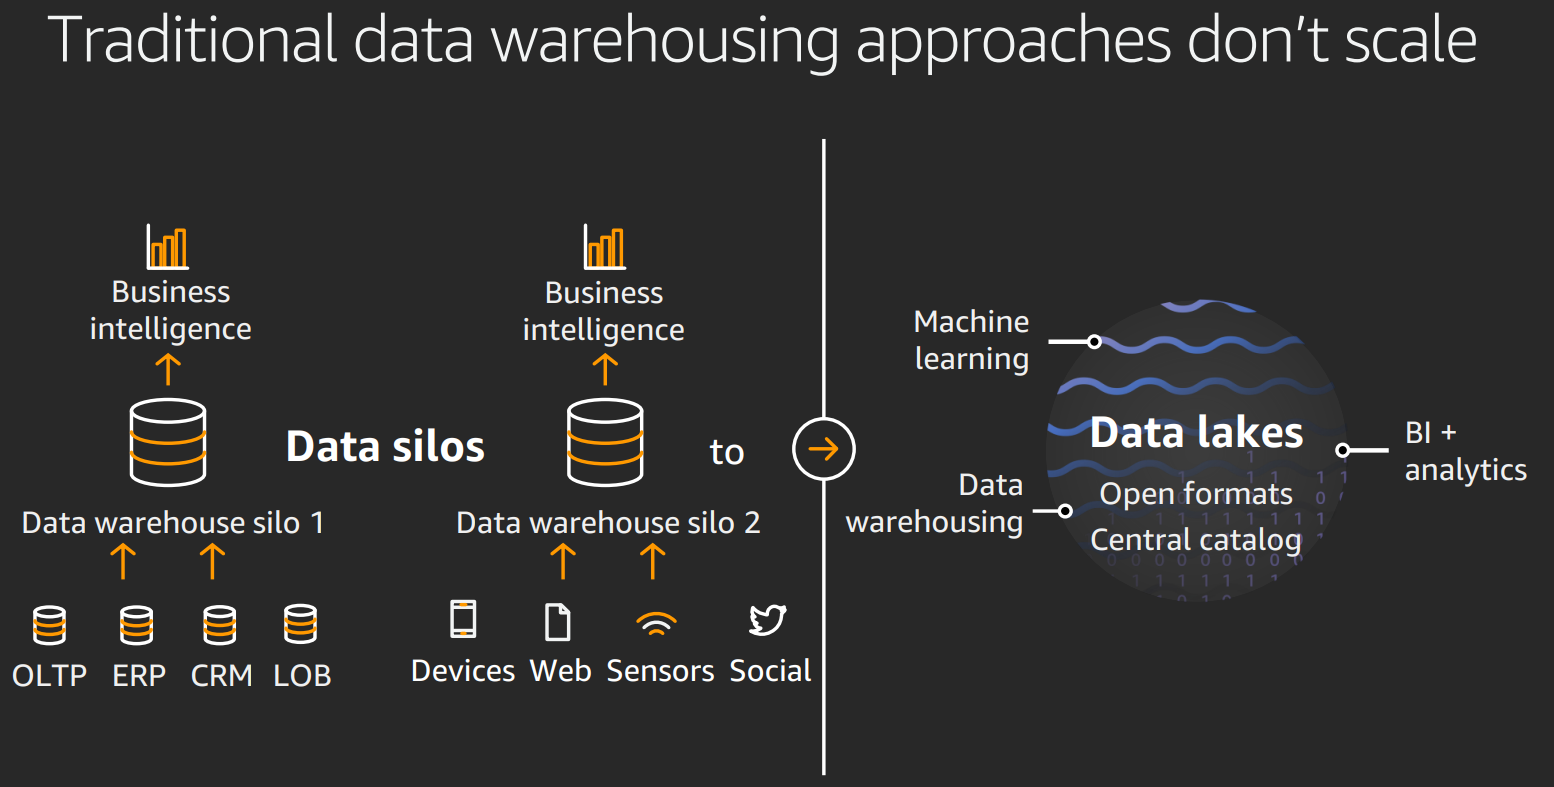 Traditional data warehousing approaches don't scale
Business
intelligence
Business
intelligence
Data silos
to
Data warehouse silo 1
Data warehouse silo 2
OLTP
ERP
CRM
LOB
Devices
Web
Sensors
Social
Machine
learning
Data
warehousing
Data lakes
Open formats
Central catalog
BI +
analytics